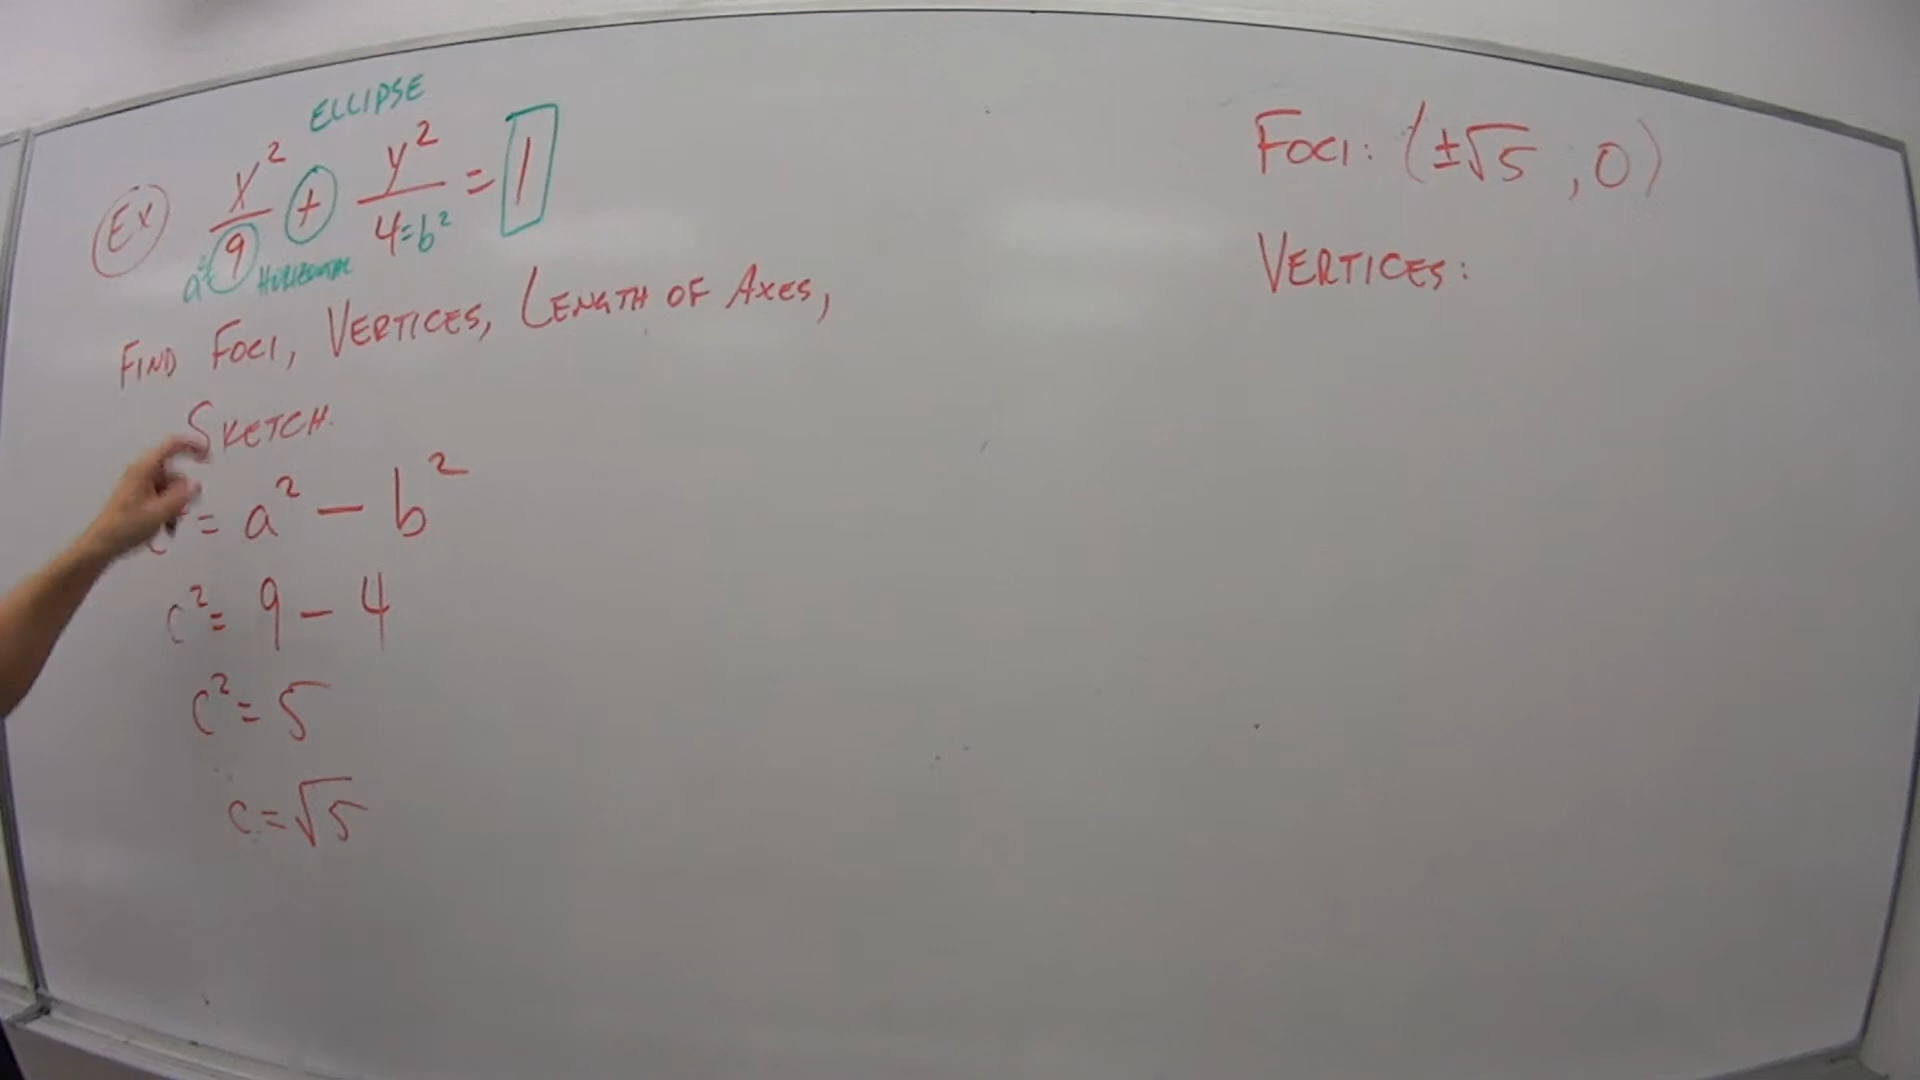 ELLIPSE
Ex x²/9 + y²/4=b² = 1
a²= HORIZONTAL
FIND FOCI, VERTICES, LENGTH OF AXES,
SKETCH.
= a² - b²
c² = 9 - 4
c² = 5
c = √5
FOCI: (±√5, 0)
VERTICES: